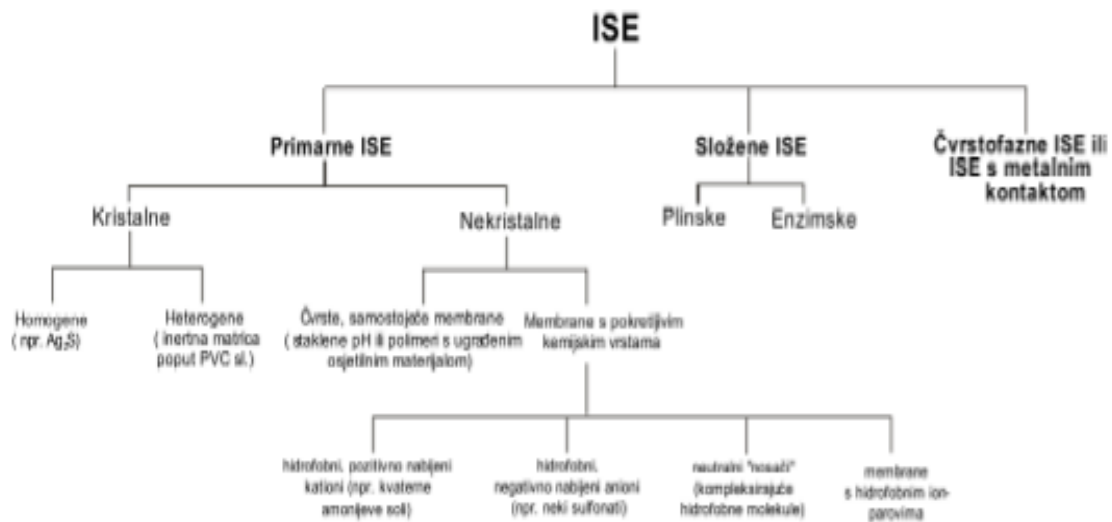 ISE
Primarne ISE
Složene ISE
Čvrstofazne ISE ili
ISE s metalnim
kontaktom
Kristalne
Nekristalne
Plinske
Enzimske
Homogene
( npr. Ag₂S)
Heterogene
( inertna matrica
poput PVC sl.)
Čvrste, samostojeće membrane
( staklene pH ili polimeri s ugrađenim
osjetilnim materijalom)
Membrane s pokretljivim
kemijskim vrstama
hidrofobni, pozitivno nabijeni
kationi (npr. kvaterne
amonijeve soli)
hidrofobni,
negativno nabijeni anioni
(npr. neki sulfonati)
neutralni "nosači"
(kompleksirajuće
hidrofobne molekule)
membrane
s hidrofobnim ion-
parovima